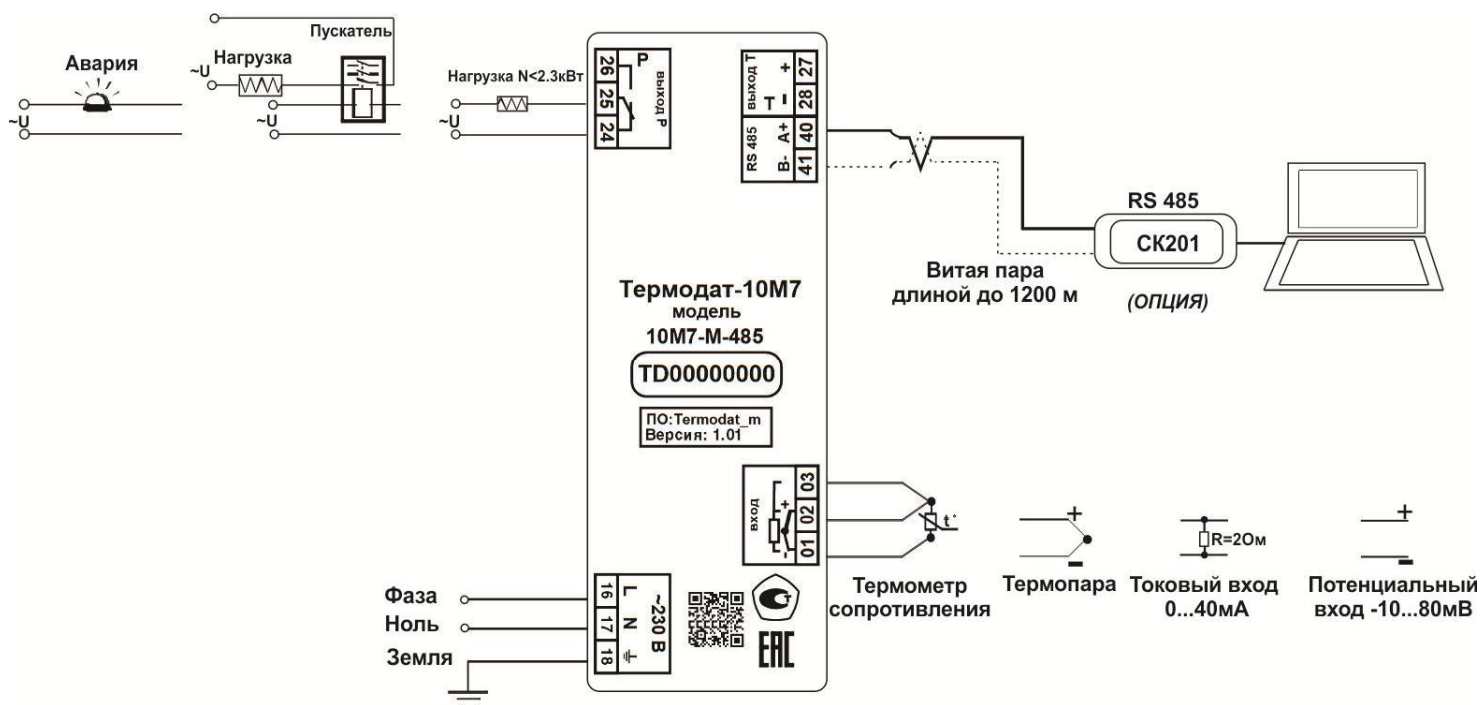 Авария
~U
Пускатель
Нагрузка
~U
~U
Нагрузка N<2.3кВт
~U
26
25
24
P
выход P
выход T
T
+
-
27
28
RS 485
A+
B-
40
41
RS 485
СК201
(ОПЦИЯ)
Витая пара
длиной до 1200 м
Термодат-10М7
модель
10М7-М-485
TD00000000
ПО:Termodat_m
Версия: 1.01
вход
+
-
03
02
01
t°
Термометр
сопротивления
+
-
Термопара
R=2Ом
Токовый вход
0...40мА
+
-
Потенциальный
вход -10...80мВ
Фаза
Ноль
Земля
16
17
18
L
N
~230 В
T
EAC